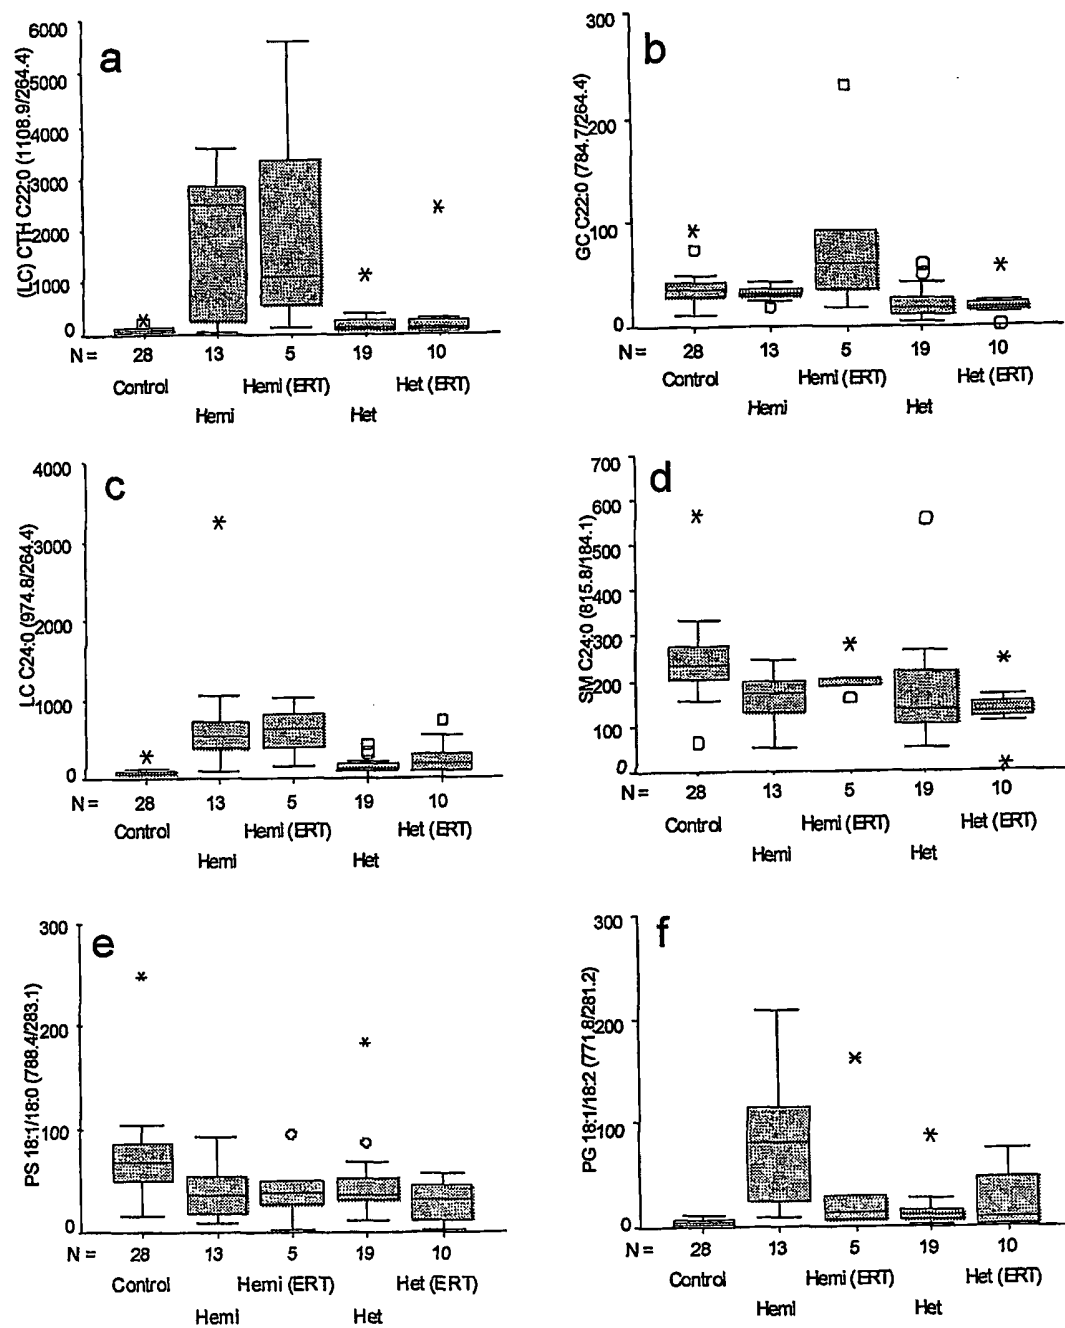 a
(LC) CTH C22:0 (1108.9/264.4)
6000
5000
4000
3000
2000
1000
0
N = 28 13 5 19 10
Control Hemi (ERT) Het (ERT)
Hemi Het
b
GC C22:0 (784.7/264.4)
300
200
100
0
N = 28 13 5 19 10
Control Hemi (ERT) Het (ERT)
Hemi Het
c
LC C24:0 (974.8/264.4)
4000
3000
2000
1000
0
N = 28 13 5 19 10
Control Hemi (ERT) Het (ERT)
Hemi Het
d
SM C24:0 (815.8/184.1)
700
600
500
400
300
200
100
0
N = 28 13 5 19 10
Control Hemi (ERT) Het (ERT)
Hemi Het
e
PS 18:1/18:0 (788.4/283.1)
300
200
100
0
N = 28 13 5 19 10
Control Hemi (ERT) Het (ERT)
Hemi Het
f
PG 18:1/18:2 (771.8/281.2)
300
200
100
0
N = 28 13 5 19 10
Control Hemi (ERT) Het (ERT)
Hemi Het